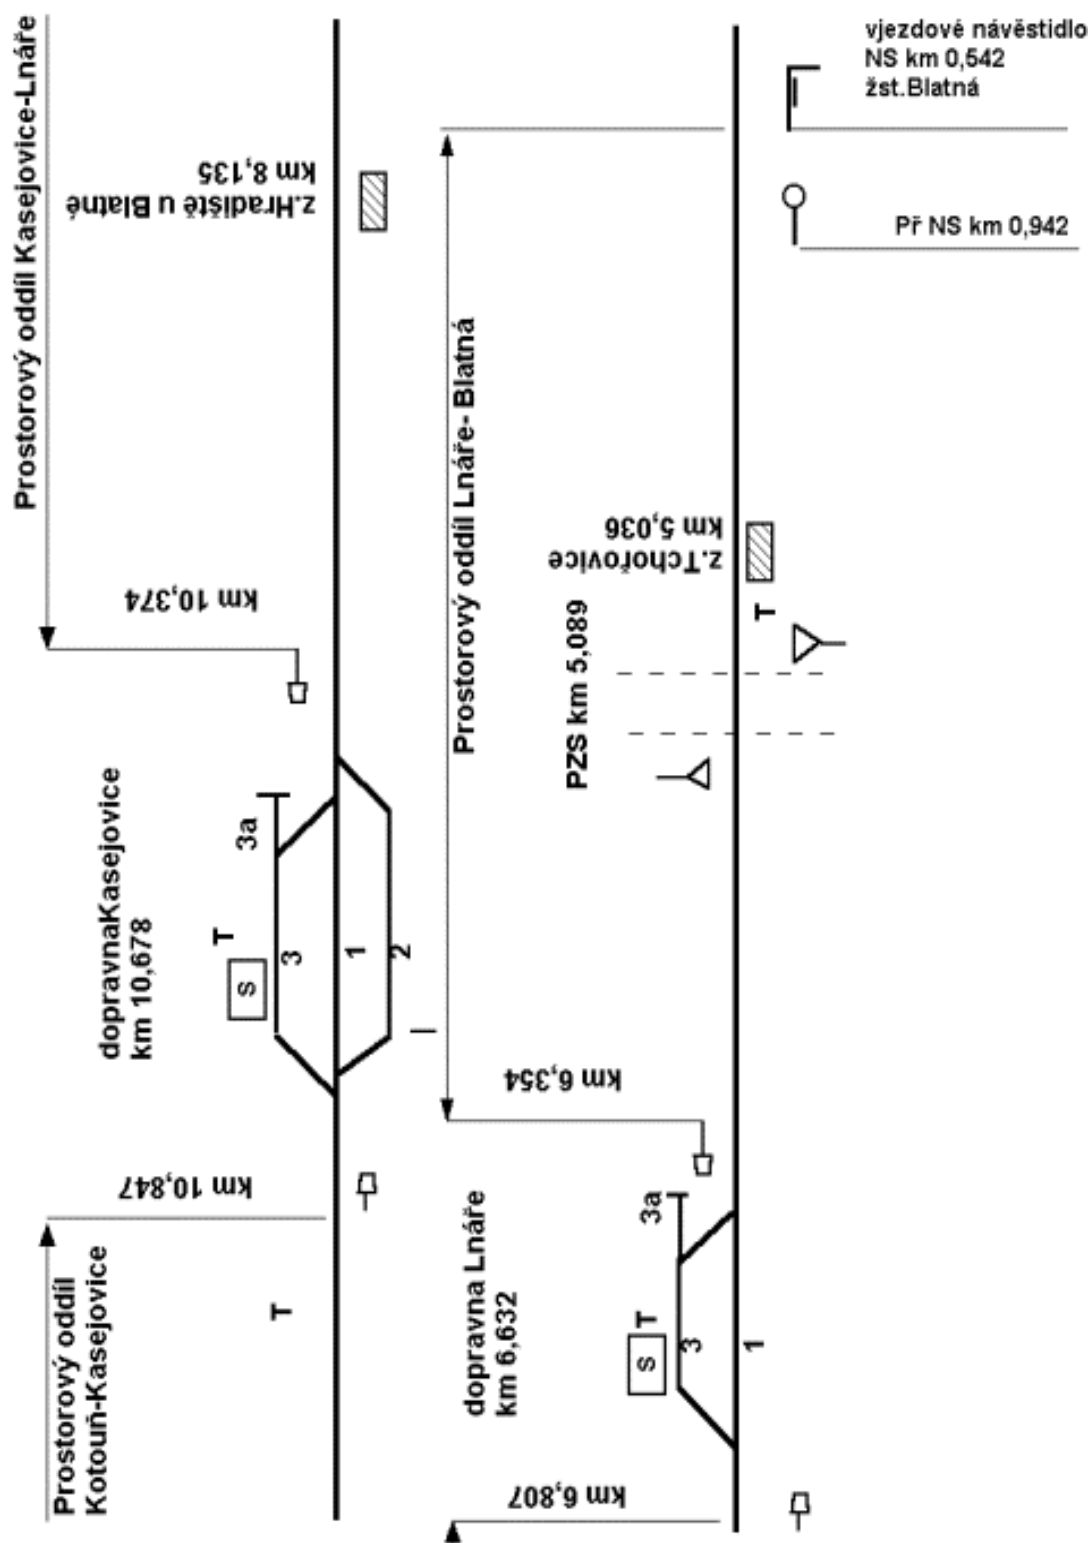 Prostorový oddíl Kasejovice-Lnáře
z.Hradiště u Blatné
km 8,135
km 10,374
dopravnaKasejovice
km 10,678
T
S
3
3a
1
2
km 10,847
Prostorový oddíl
Kotouň-Kasejovice
T
vjezdové návěstidlo
NS km 0,542
žst.Blatná
Př NS km 0,942
Prostorový oddíl Lnáře- Blatná
z.Tchořovice
km 5,036
T
PZS km 5,089
km 6,354
dopravna Lnáře
km 6,632
S
T
3
3a
1
km 6,807